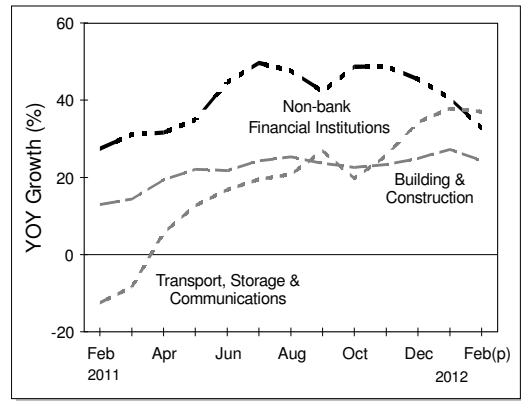 60
40
20
0
-20
YOY Growth (%)
Non-bank
Financial Institutions
Building &
Construction
Transport, Storage &
Communications
Feb Apr Jun Aug Oct Dec Feb(p)
2011 2012